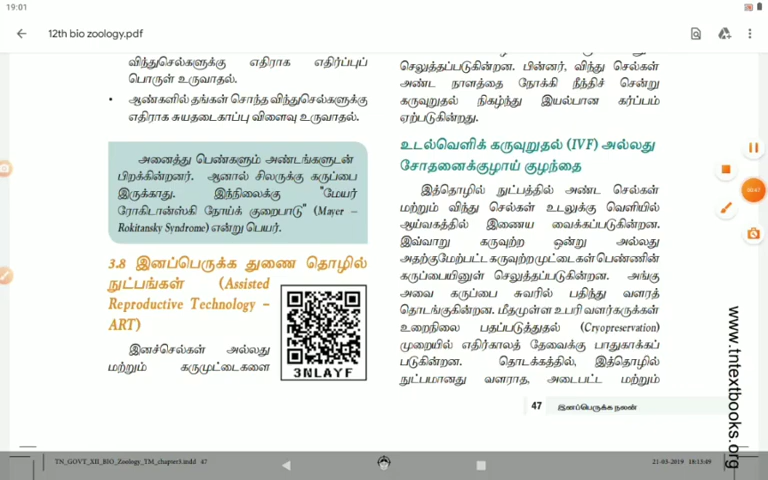 19:01
12th bio zoology.pdf
விந்துசெல்களுக்கு எதிராக எதிர்ப்புப்
பொருள் உருவாதல்.
• ஆண்களில் தங்கள் சொந்த விந்துசெல்களுக்கு
எதிராக சுயதடைகாப்பு விளைவு உருவாதல்.
அனைத்து பெண்களும் அண்டங்களுடன்
பிறக்கின்றனர். ஆனால் சிலருக்கு கருப்பை
இருக்காது. இந்நிலைக்கு "மேயர்
ரோகிடான்ஸ்கி நோய்க் குறைபாடு" (Mayer –
Rokitansky Syndrome) என்று பெயர்.
3.8 இனப்பெருக்க துணை தொழில்
நுட்பங்கள் (Assisted
Reproductive Technology –
ART)
இனச்செல்கள் அல்லது
மற்றும் கருமுட்டைகளை
3NLAYF
செலுத்தப்படுகின்றன. பின்னர், விந்து செல்கள்
அண்ட நாளத்தை நோக்கி நீந்திச் சென்று
கருவுறுதல் நிகழ்ந்து இயல்பான கர்ப்பம்
ஏற்படுகின்றது.
உடல்வெளிக் கருவுறுதல் (IVF) அல்லது
சோதனைக்குழாய் குழந்தை
இத்தொழில் நுட்பத்தில் அண்ட செல்கள்
மற்றும் விந்து செல்கள் உடலுக்கு வெளியில்
ஆய்வகத்தில் இணைய வைக்கப்படுகின்றன.
இவ்வாறு கருவுற்ற ஒன்று அல்லது
அதற்குமேற்பட்ட கருவுற்றமுட்டைகள் பெண்ணின்
கருப்பையினுள் செலுத்தப்படுகின்றன. அங்கு
அவை கருப்பை சுவரில் பதிந்து வளரத்
தொடங்குகின்றன. மீதமுள்ள உபரி வளர்கருக்கள்
உறைநிலை பதப்படுத்துதல் (Cryopreservation)
முறையில் எதிர்காலத் தேவைக்கு பாதுகாக்கப்
படுகின்றன. தொடக்கத்தில், இத்தொழில்
நுட்பமானது வளராத, அடைபட்ட மற்றும்
47 இனப்பெருக்க நலன்
www.tntextbooks.org
TN_GOVT_XII_BIO_Zoology_TM_chapter3.indd 47
21-03-2019 18:13:09